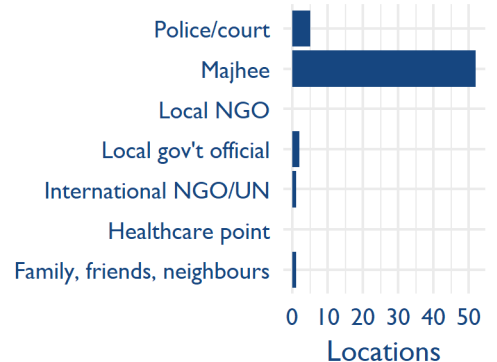 Police/court
Majhee
Local NGO
Local gov't official
International NGO/UN
Healthcare point
Family, friends, neighbours
0 10 20 30 40 50
Locations